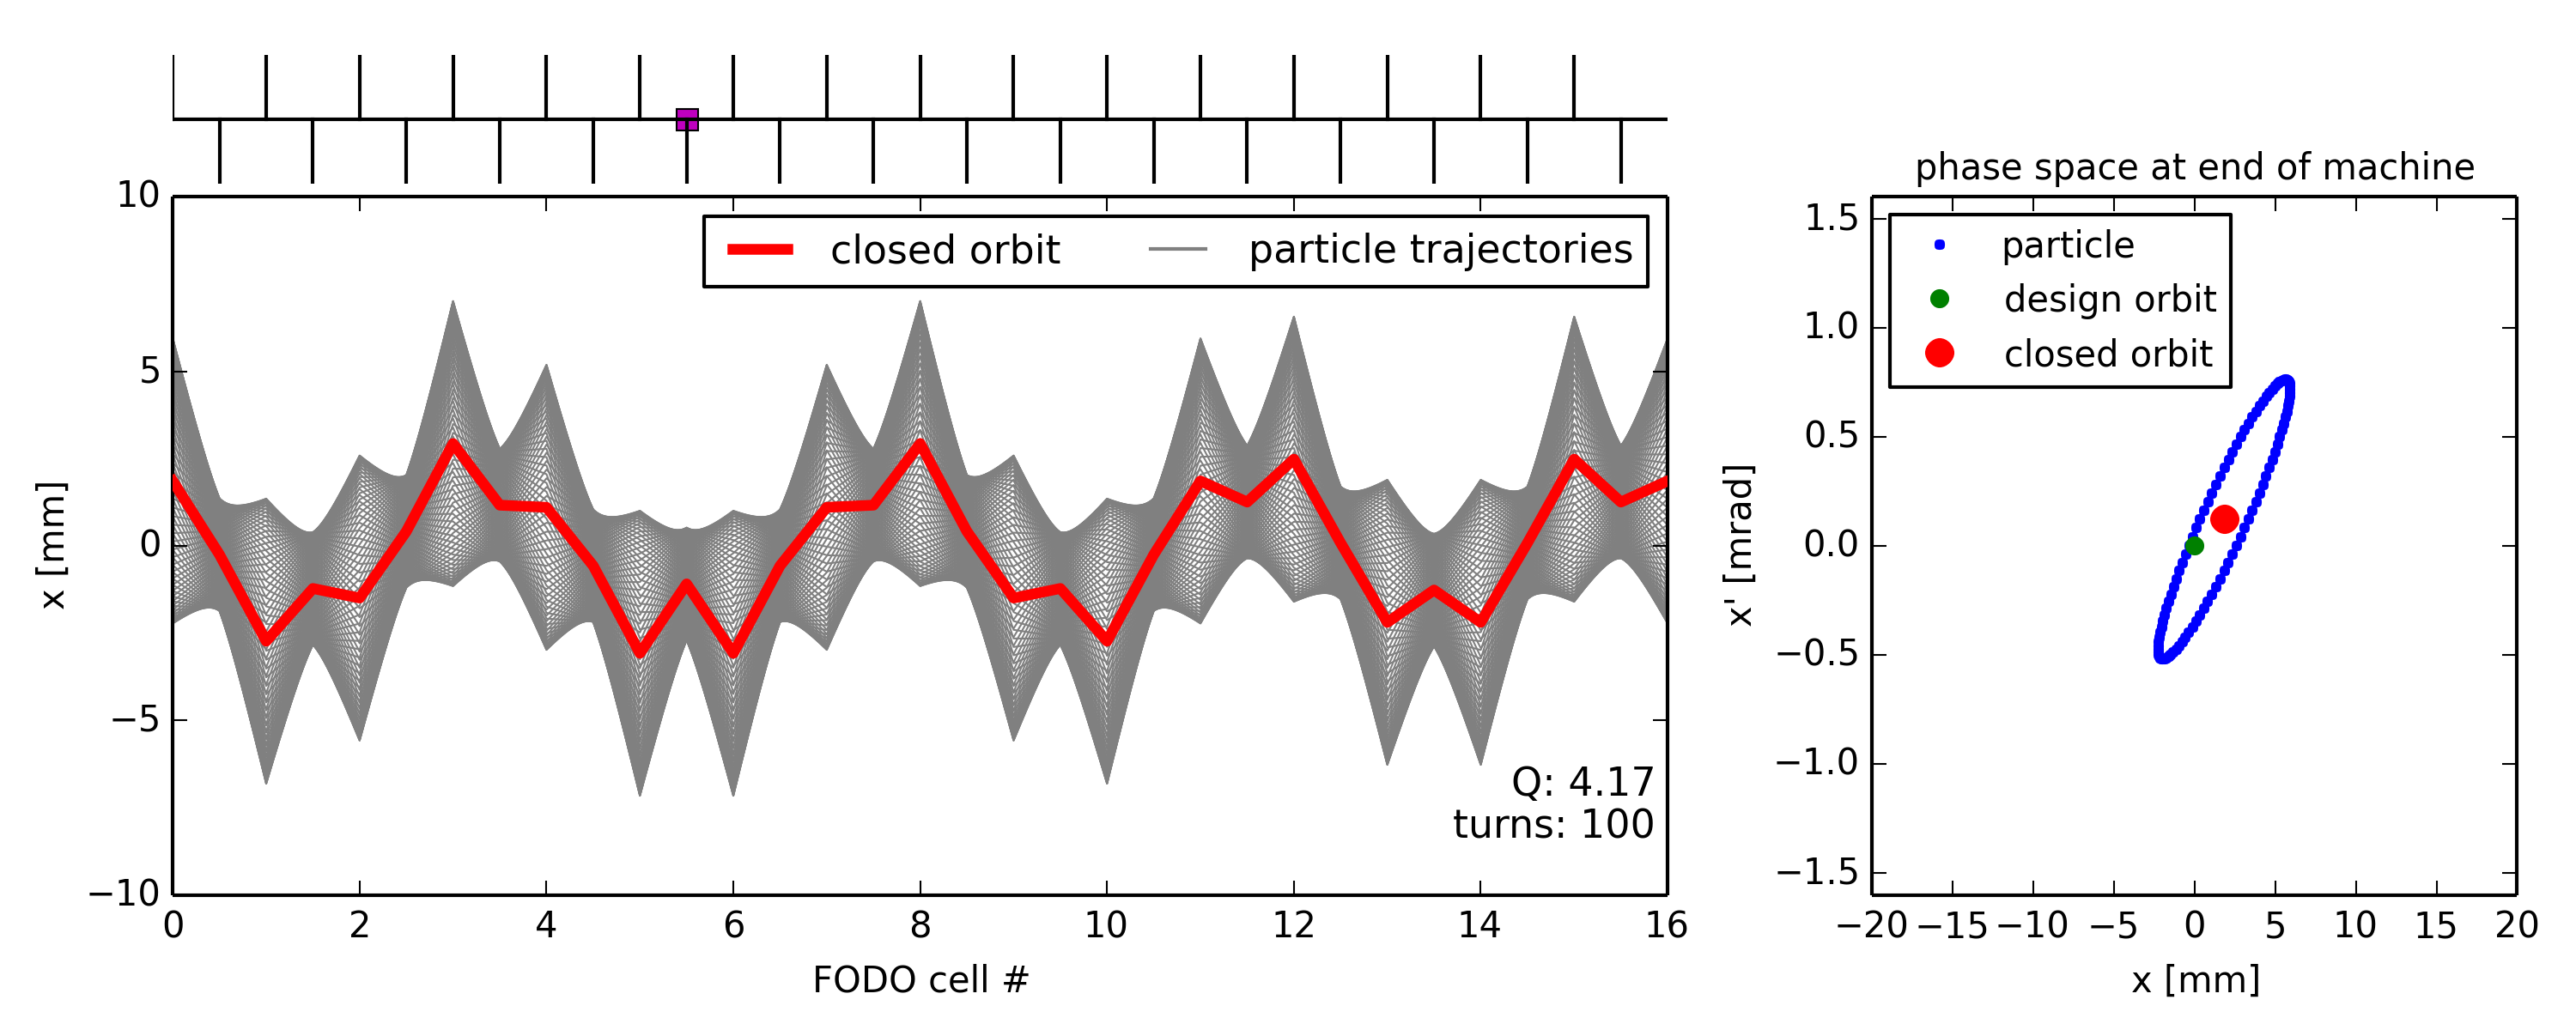 10
5
0
−5
−10
x [mm]
closed orbit
particle trajectories
Q: 4.17
turns: 100
0 2 4 6 8 10 12 14 16
FODO cell #
phase space at end of machine
1.5
1.0
0.5
0.0
−0.5
−1.0
−1.5
x' [mrad]
particle
design orbit
closed orbit
−20 −15 −10 −5 0 5 10 15 20
x [mm]